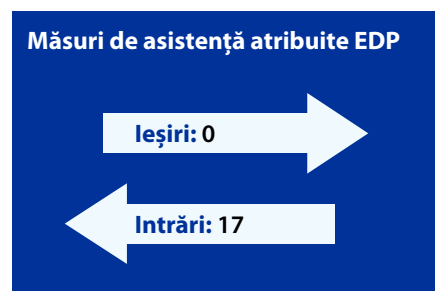 Măsuri de asistență atribuite EDP
Ieșiri: 0
Intrări: 17